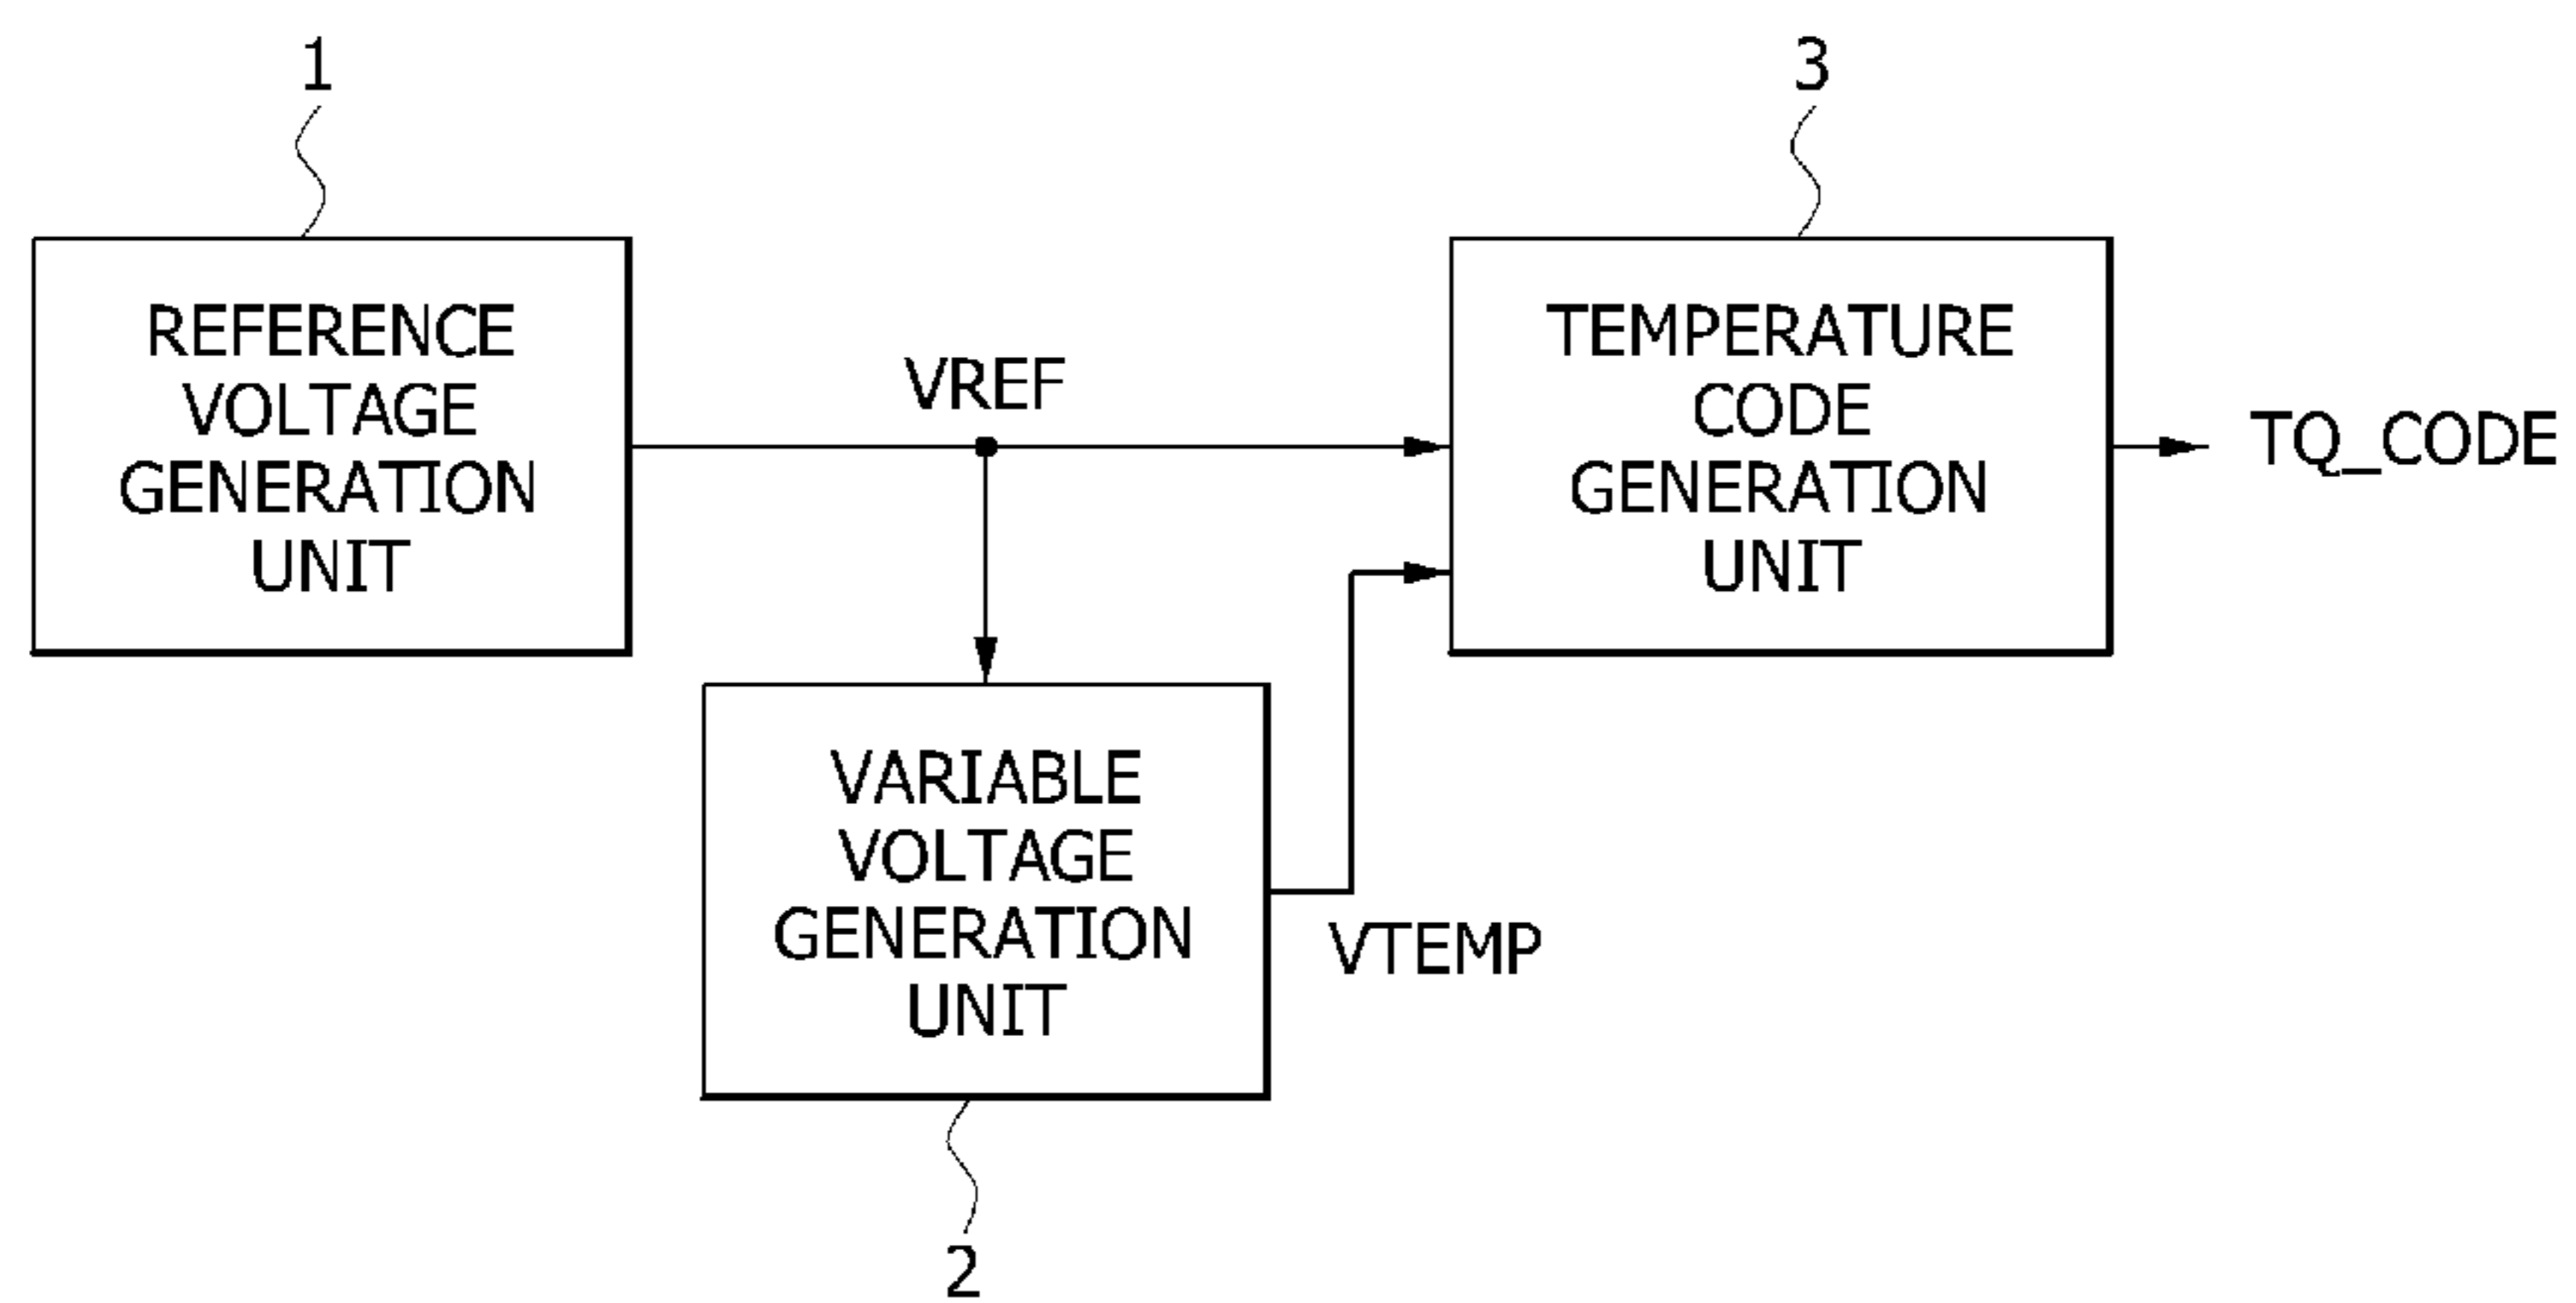 1
3
REFERENCE
VOLTAGE
GENERATION
UNIT
VREF
TEMPERATURE
CODE
GENERATION
UNIT
TQ_CODE
VARIABLE
VOLTAGE
GENERATION
UNIT
VTEMP
2